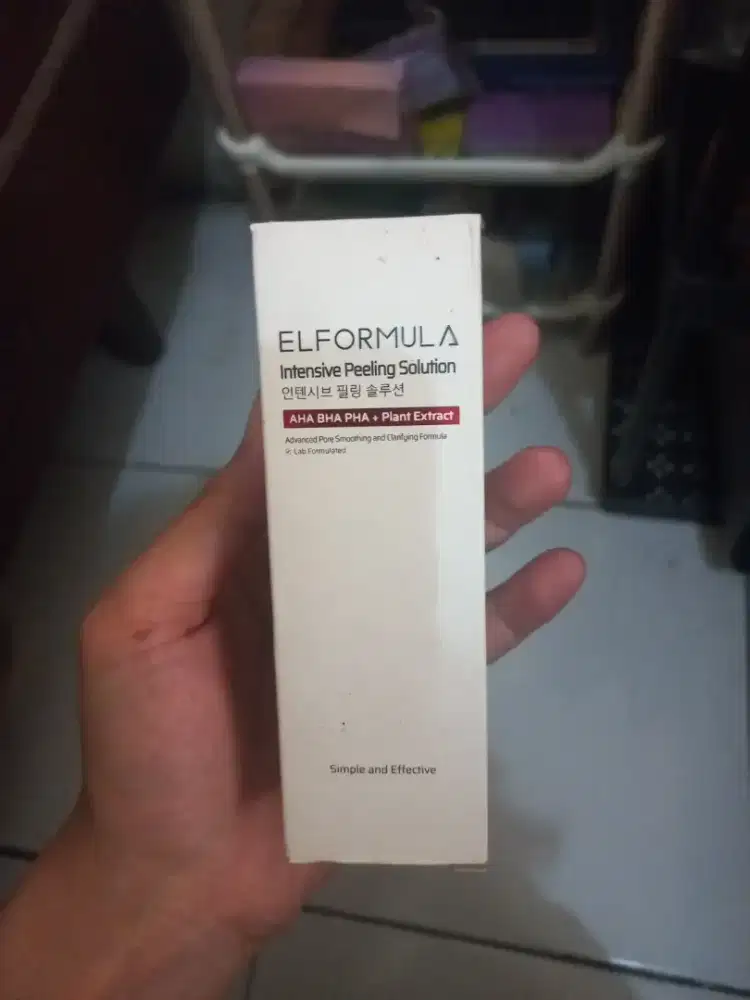 ELFORMULA
Intensive Peeling Solution
인텐시브 필링 솔루션
AHA BHA PHA + Plant Extract
Advanced Pore Smoothing and Clarifying Formula
Lab Formulated
Simple and Effective